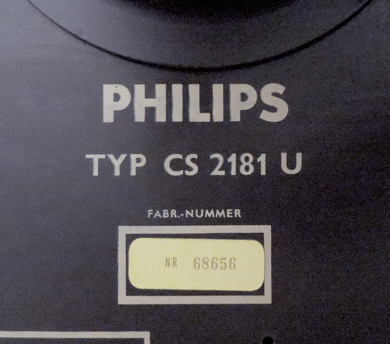 PHILIPS
TYP CS 2181 U
FABR.-NUMMER
NR 68656